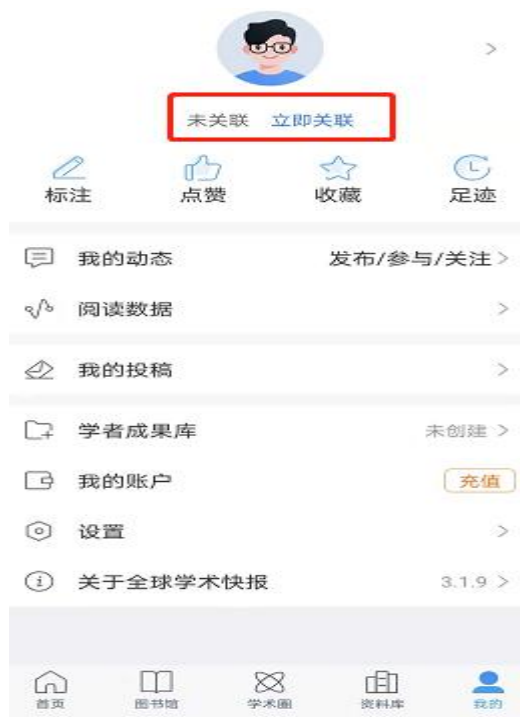 未关联 立即关联
标注 点赞 收藏 足迹
我的动态 发布/参与/关注
阅读数据
我的投稿
学者成果库 未创建
我的账户 充值
设置
关于全球学术快报 3.1.9
首页 图书馆 学术圈 资料库 我的